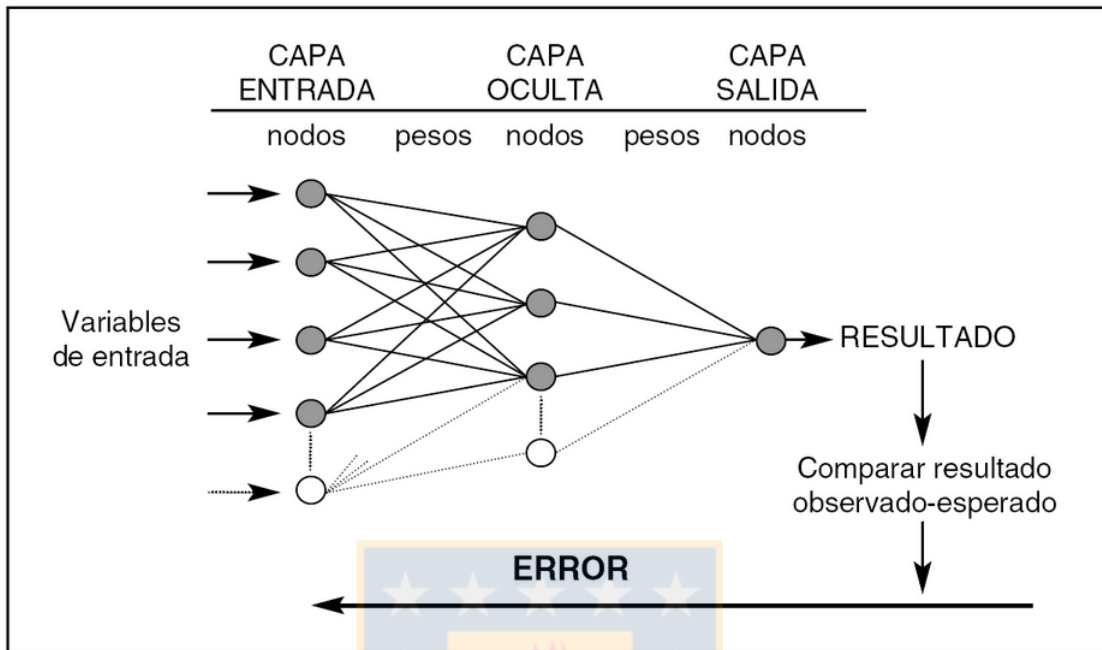 CAPA
ENTRADA
CAPA
OCULTA
CAPA
SALIDA
nodos pesos nodos pesos nodos
Variables
de entrada
RESULTADO
Comparar resultado
observado-esperado
ERROR